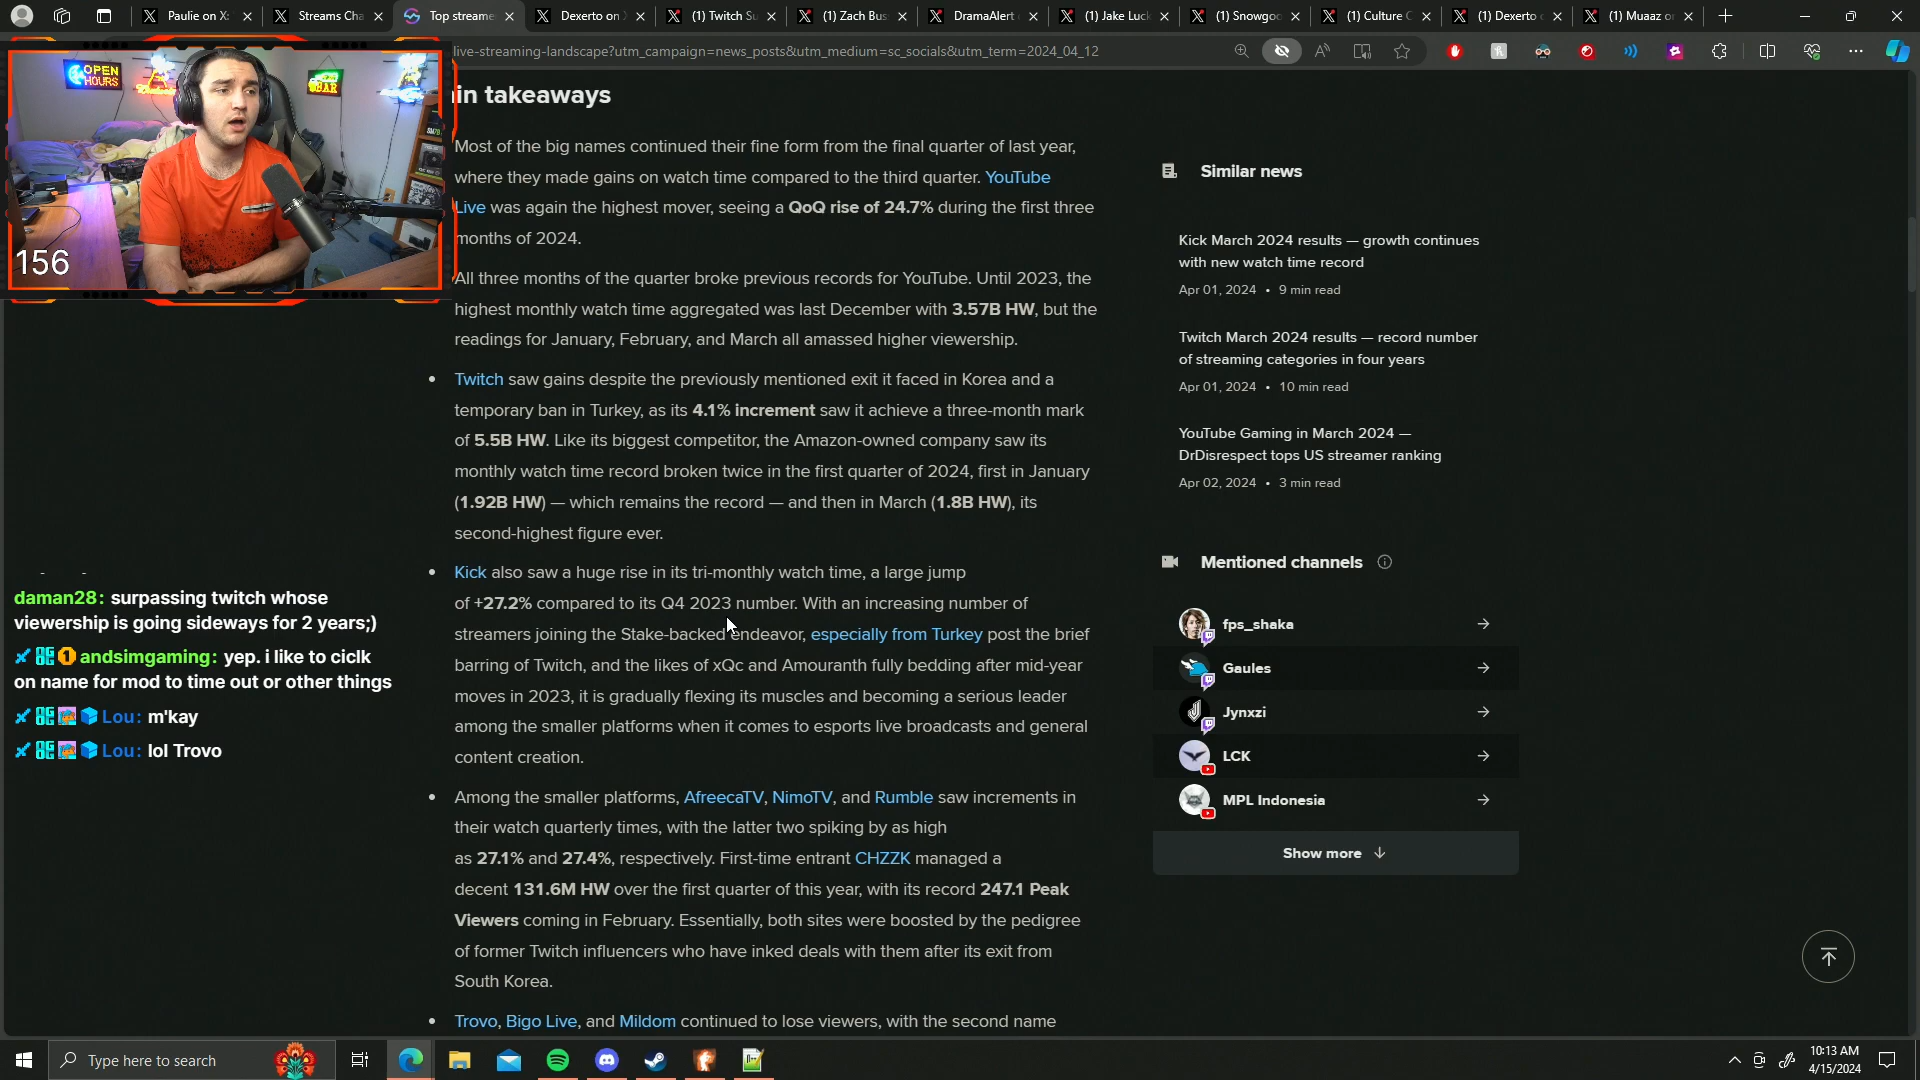 Paulie on X:
Streams Cha
Top streame
Dexerto on X
(1) Twitch Su
(1) Zach Bus
DramaAlert
(1) Jake Luck
(1) Snowgoo
(1) Culture C
(1) Dexerto o
(1) Muaaz on
live-streaming-landscape?utm_campaign=news_posts&utm_medium=sc_socials&utm_term=2024_04_12
OPEN
HOURS
BAR
156
in takeaways
Most of the big names continued their fine form from the final quarter of last year,
where they made gains on watch time compared to the third quarter. YouTube
Live was again the highest mover, seeing a QoQ rise of 24.7% during the first three
months of 2024.
All three months of the quarter broke previous records for YouTube. Until 2023, the
highest monthly watch time aggregated was last December with 3.57B HW, but the
readings for January, February, and March all amassed higher viewership.
• Twitch saw gains despite the previously mentioned exit it faced in Korea and a
temporary ban in Turkey, as its 4.1% increment saw it achieve a three-month mark
of 5.5B HW. Like its biggest competitor, the Amazon-owned company saw its
monthly watch time record broken twice in the first quarter of 2024, first in January
(1.92B HW) — which remains the record — and then in March (1.8B HW), its
second-highest figure ever.
• Kick also saw a huge rise in its tri-monthly watch time, a large jump
of +27.2% compared to its Q4 2023 number. With an increasing number of
streamers joining the Stake-backed endeavor, especially from Turkey post the brief
barring of Twitch, and the likes of xQc and Amouranth fully bedding after mid-year
moves in 2023, it is gradually flexing its muscles and becoming a serious leader
among the smaller platforms when it comes to esports live broadcasts and general
content creation.
• Among the smaller platforms, AfreecaTV, NimoTV, and Rumble saw increments in
their watch quarterly times, with the latter two spiking by as high
as 27.1% and 27.4%, respectively. First-time entrant CHZZK managed a
decent 131.6M HW over the first quarter of this year, with its record 247.1 Peak
Viewers coming in February. Essentially, both sites were boosted by the pedigree
of former Twitch influencers who have inked deals with them after its exit from
South Korea.
• Trovo, Bigo Live, and Mildom continued to lose viewers, with the second name
Similar news
Kick March 2024 results — growth continues
with new watch time record
Apr 01, 2024 • 9 min read
Twitch March 2024 results — record number
of streaming categories in four years
Apr 01, 2024 • 10 min read
YouTube Gaming in March 2024 —
DrDisrespect tops US streamer ranking
Apr 02, 2024 • 3 min read
Mentioned channels
fps_shaka
Gaules
Jynxzi
LCK
MPL Indonesia
Show more
daman28: surpassing twitch whose
viewership is going sideways for 2 years;)
andsimgaming: yep. i like to ciclk
on name for mod to time out or other things
Lou: m'kay
Lou: lol Trovo
Type here to search
10:13 AM
4/15/2024